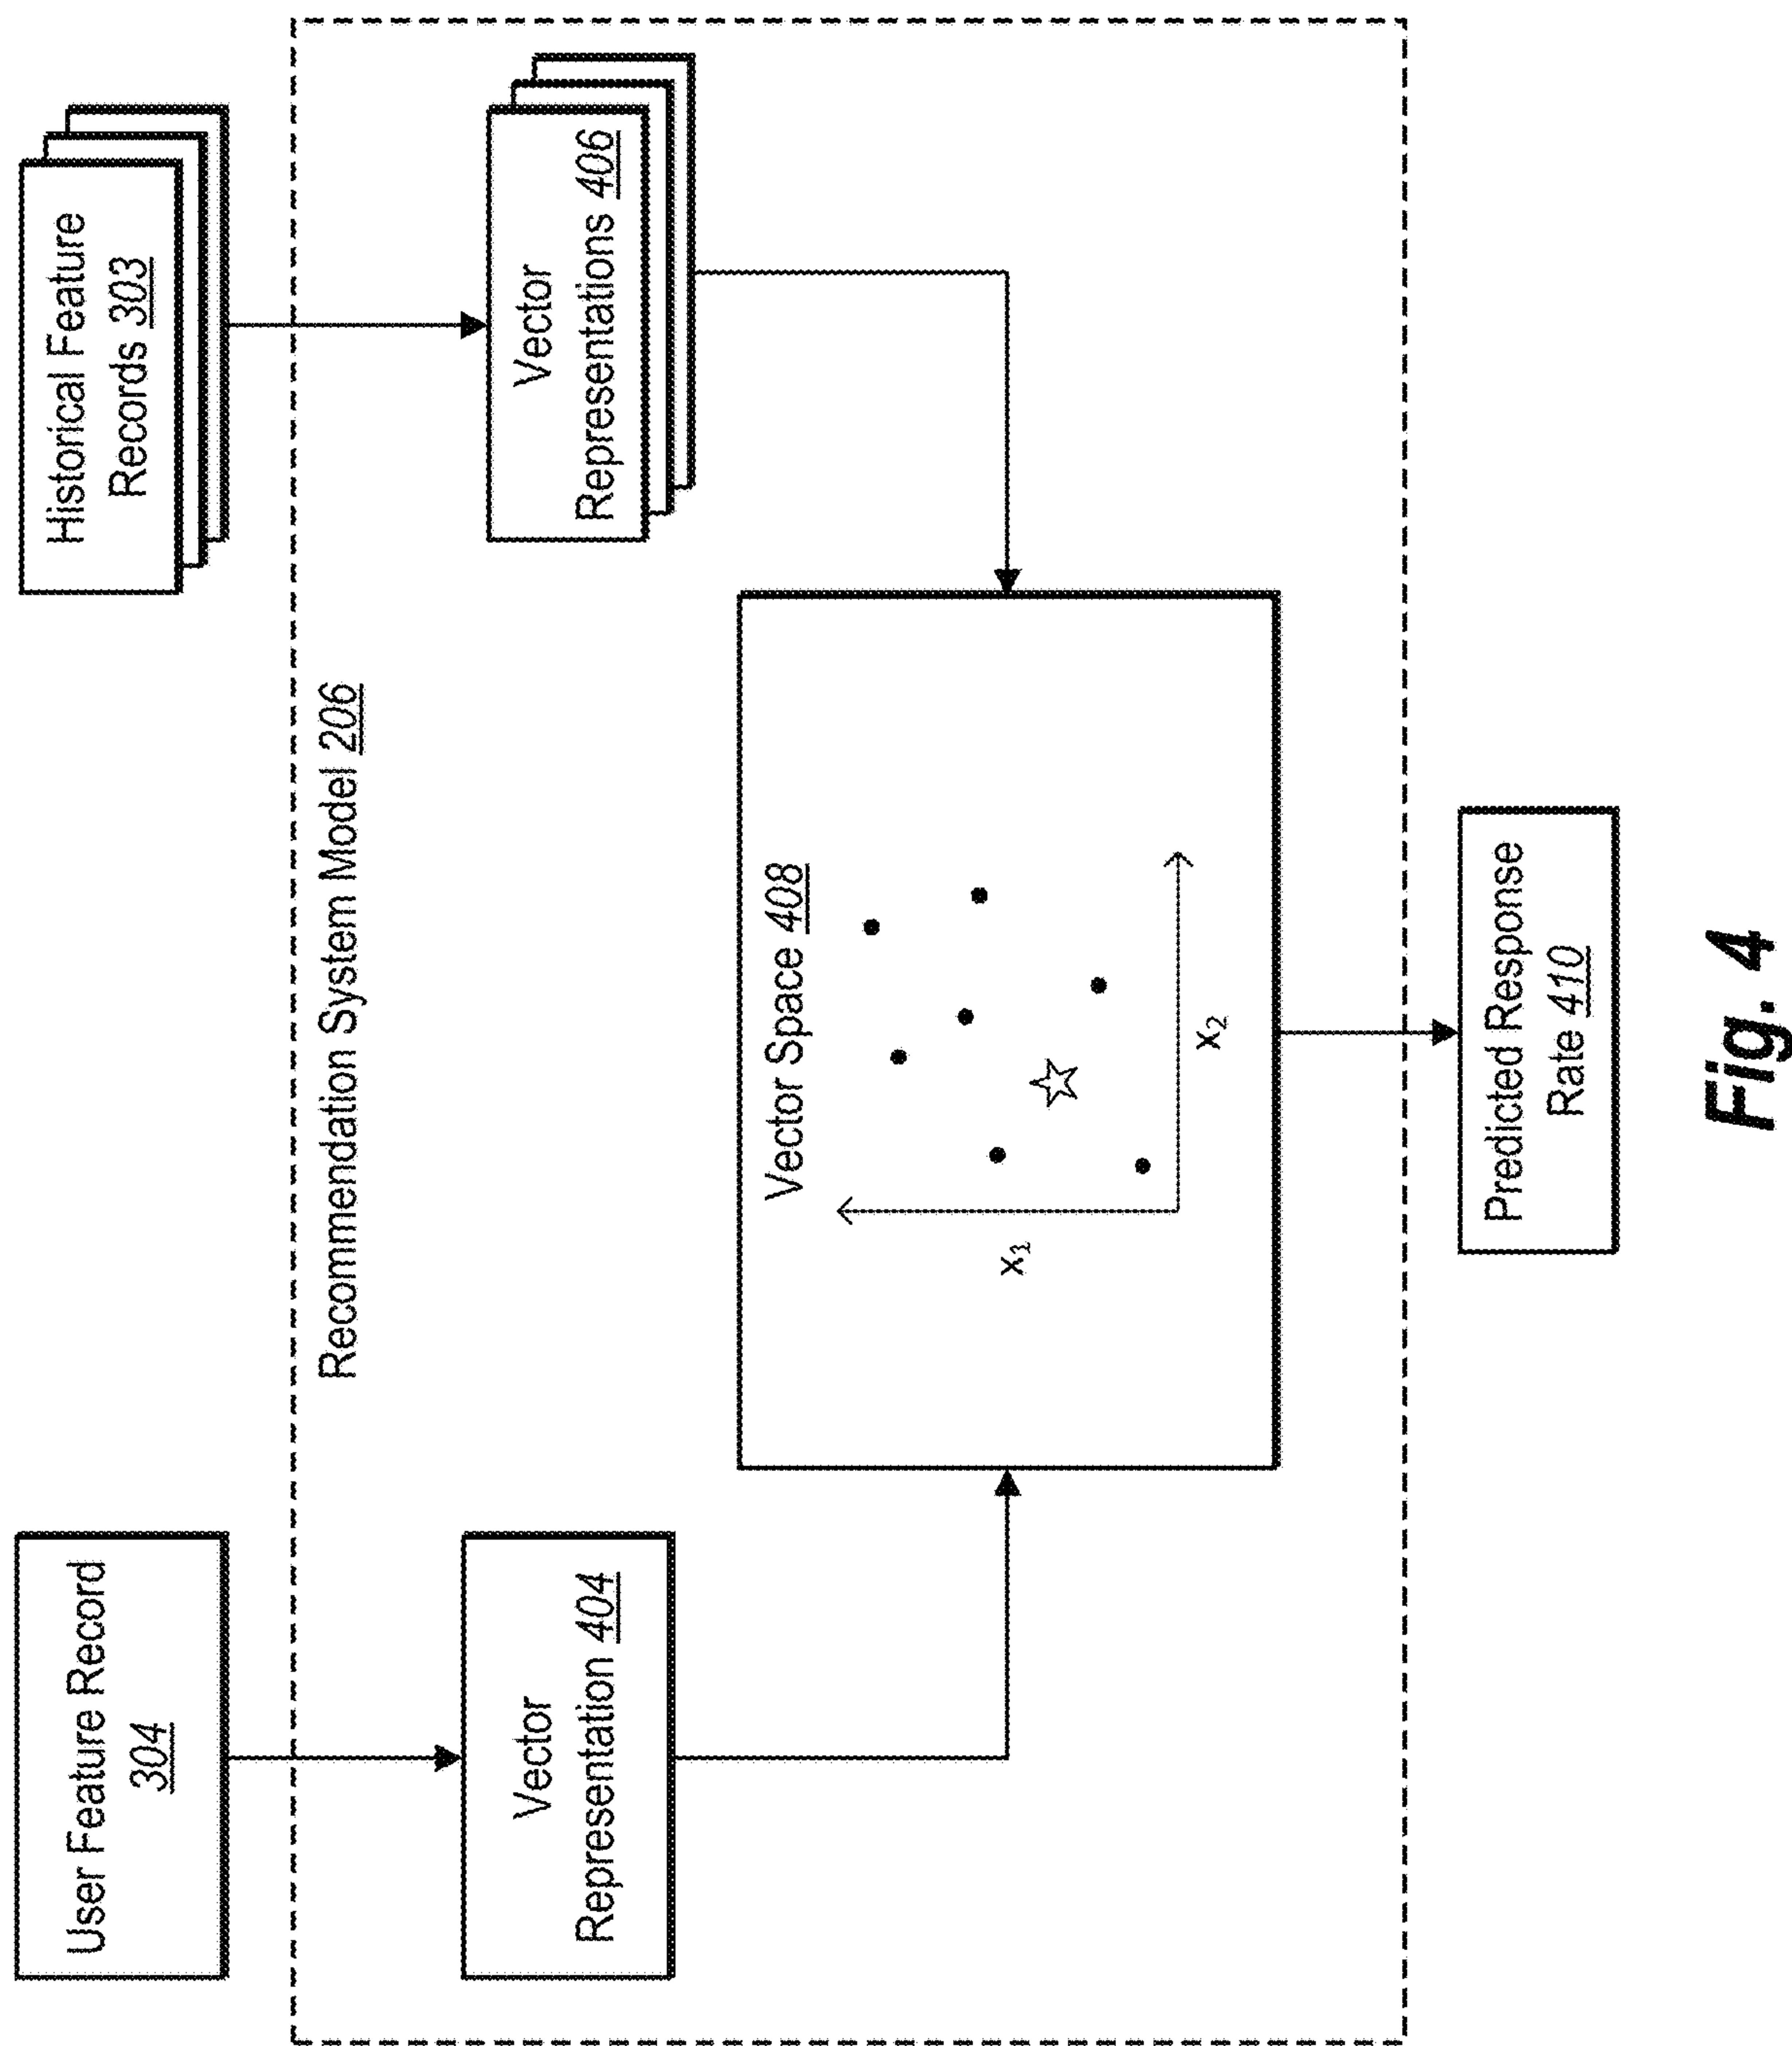 User Feature Record
304
Historical Feature
Records 303
Recommendation System Model 206
Vector
Representation 404
Vector
Representations 406
Vector Space 408
x1
x2
Predicted Response
Rate 410
Fig. 4